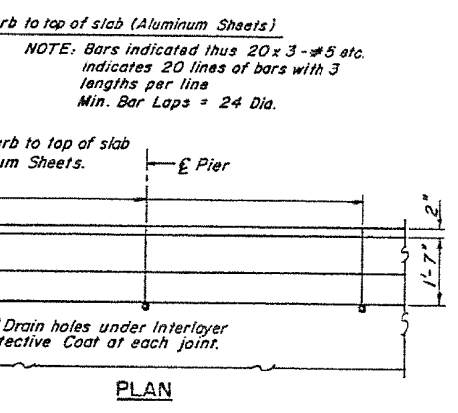 rb to top of slab (Aluminum Sheets)
NOTE: Bars indicated thus 20 x 3 - #5 etc.
indicates 20 lines of bars with 3
lengths per line
Min. Bar Laps = 24 Dia.
rb to top of slab
um Sheets.
℄ Pier
2"
1'-7"
Drain holes under Interlayer
tective Coat at each joint.
PLAN